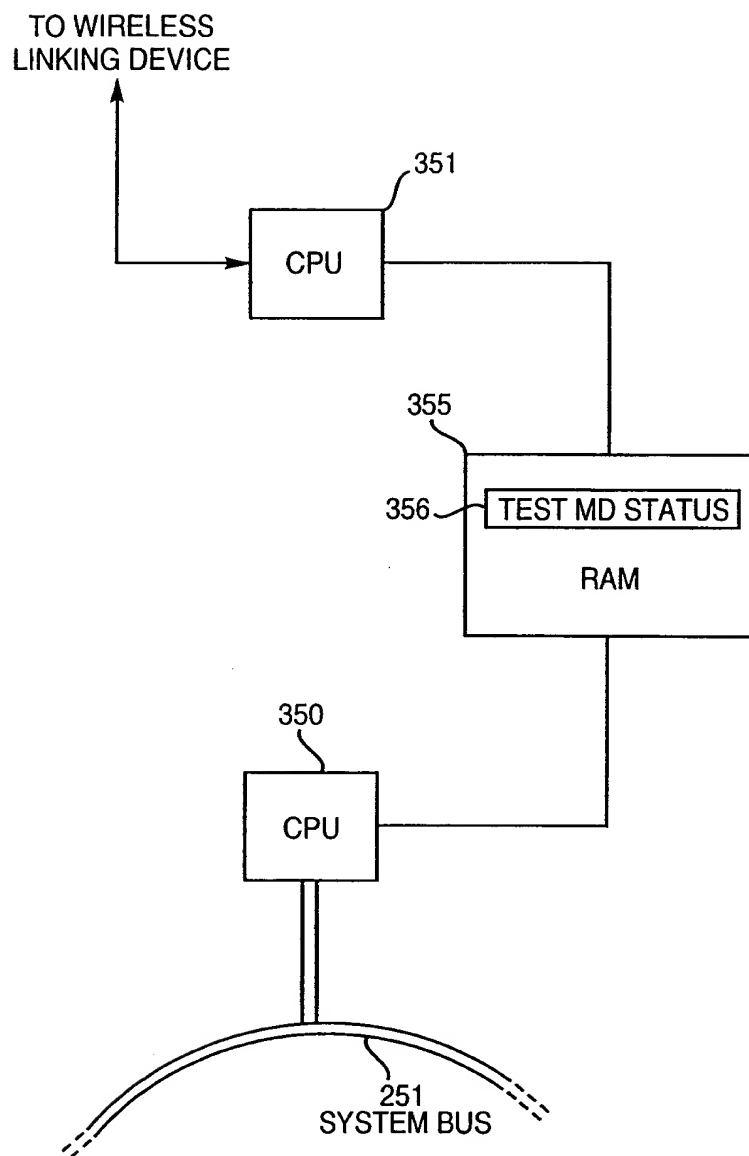 TO WIRELESS
LINKING DEVICE
351
CPU
355
356
TEST MD STATUS
RAM
350
CPU
251
SYSTEM BUS